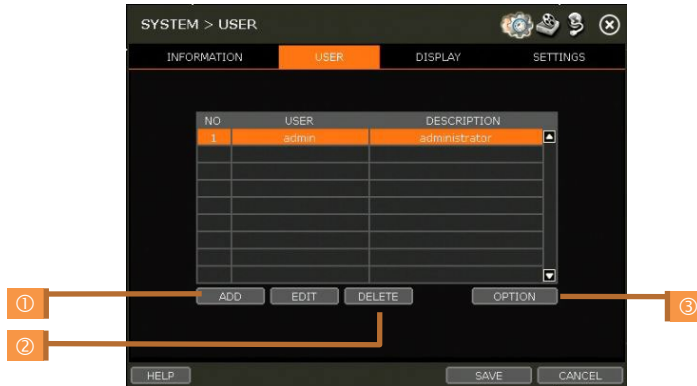 SYSTEM > USER
INFORMATION USER DISPLAY SETTINGS
NO USER DESCRIPTION
1 admin administrator
① ADD EDIT DELETE OPTION ③
②
HELP SAVE CANCEL